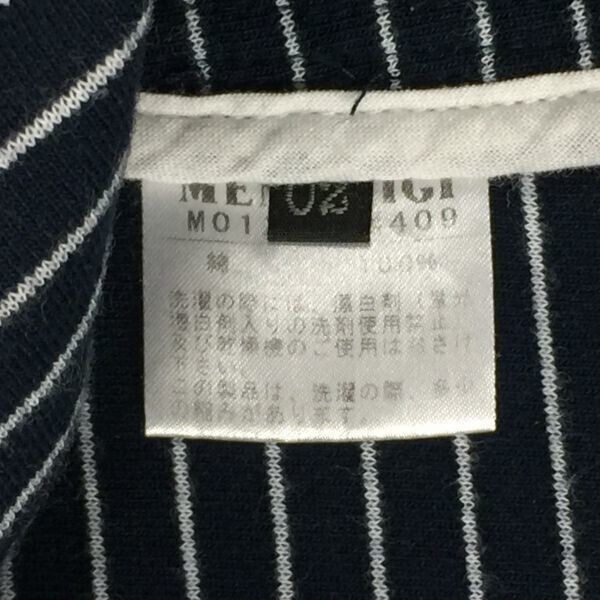 ME IGI
02
M01 409
綿 100%
洗濯の際には、漂白剤(蛍光
漂白剤入りの洗剤使用禁止
及び乾燥機のご使用はお避け
下さい。
この製品は、洗濯の際、多少
の縮みがあります。